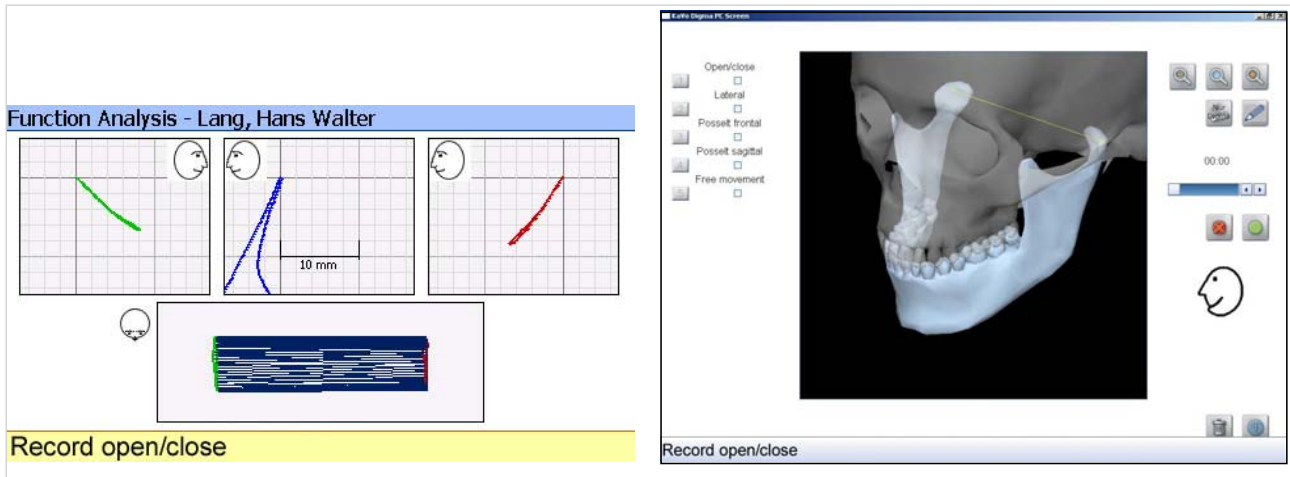 Function Analysis - Lang, Hans Walter
10 mm
Record open/close
KaVo Digma PC Screen
Open/close
Lateral
Posselt frontal
Posselt sagittal
Free movement
00:00
Record open/close